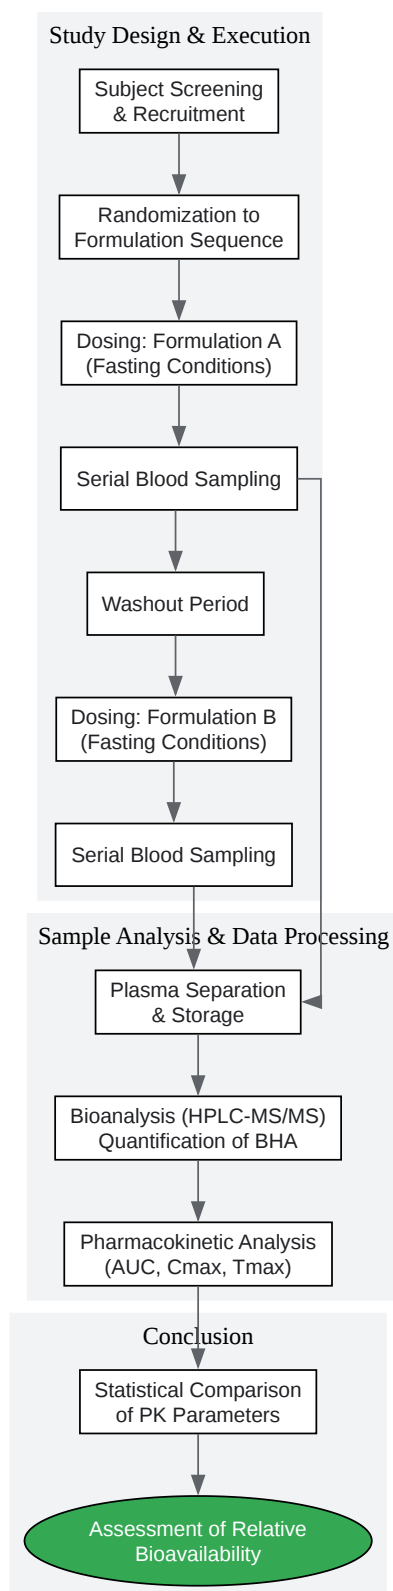 Study Design & Execution
Subject Screening
& Recruitment
Randomization to
Formulation Sequence
Dosing: Formulation A
(Fasting Conditions)
Serial Blood Sampling
Washout Period
Dosing: Formulation B
(Fasting Conditions)
Serial Blood Sampling
Sample Analysis & Data Processing
Plasma Separation
& Storage
Bioanalysis (HPLC-MS/MS)
Quantification of BHA
Pharmacokinetic Analysis
(AUC, Cmax, Tmax)
Conclusion
Statistical Comparison
of PK Parameters
Assessment of Relative
Bioavailability